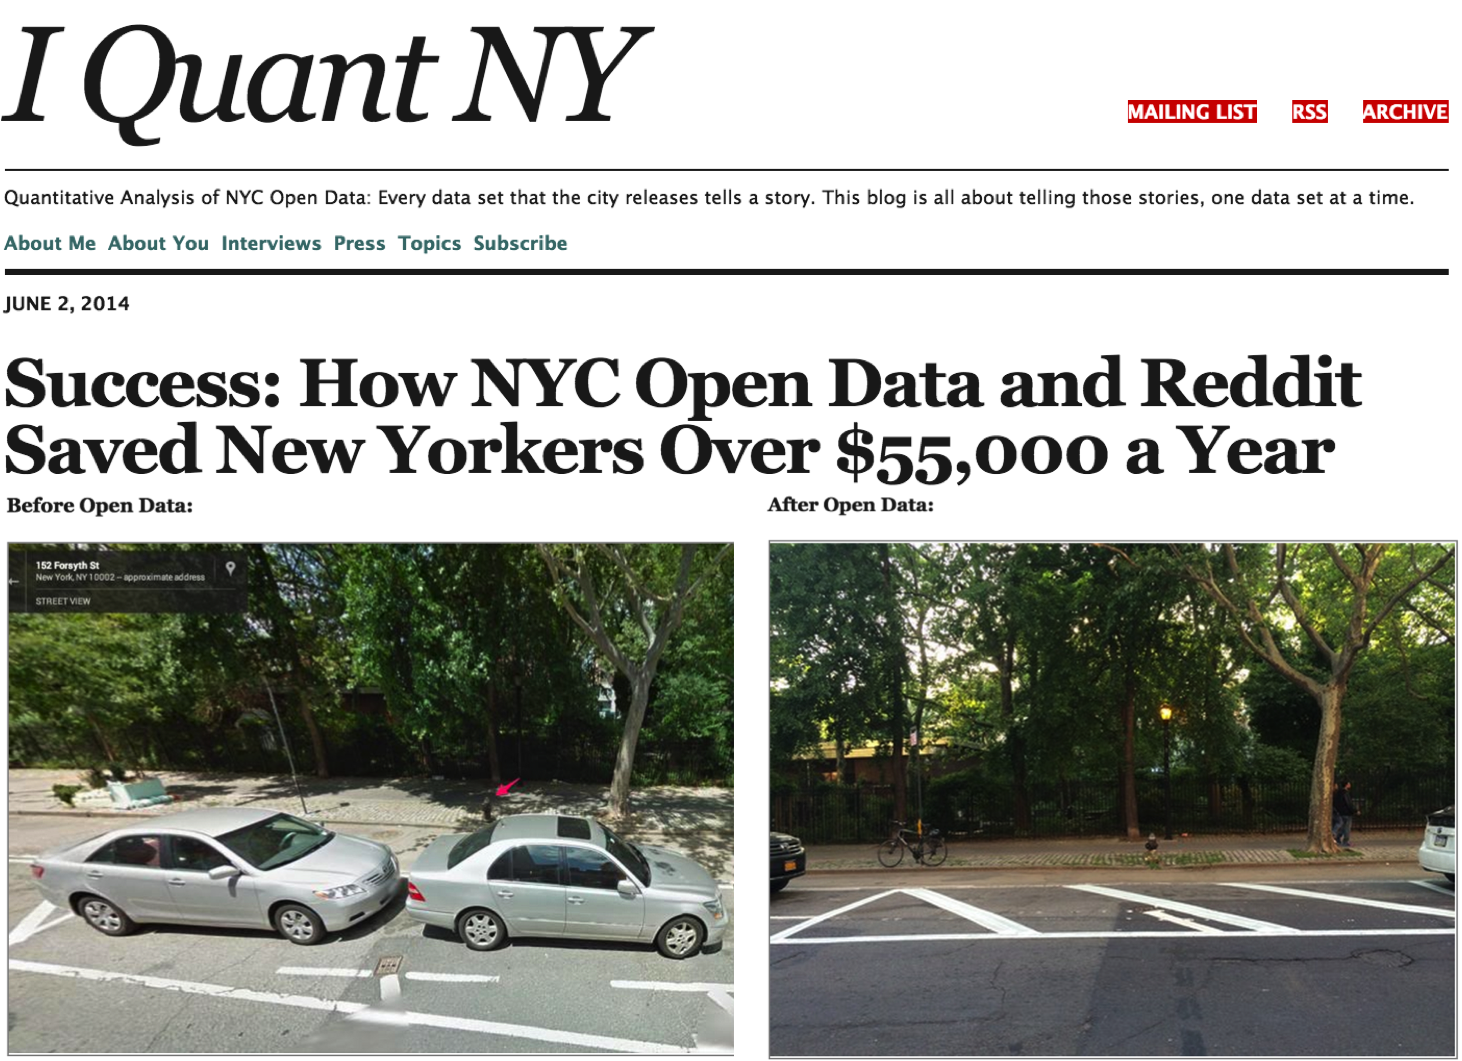 I Quant NY
MAILING LIST RSS ARCHIVE
Quantitative Analysis of NYC Open Data: Every data set that the city releases tells a story. This blog is all about telling those stories, one data set at a time.
About Me About You Interviews Press Topics Subscribe
JUNE 2, 2014
Success: How NYC Open Data and Reddit
Saved New Yorkers Over $55,000 a Year
Before Open Data:
After Open Data:
152 Forsyth St
New York, NY 10002 – approximate address
STREET VIEW